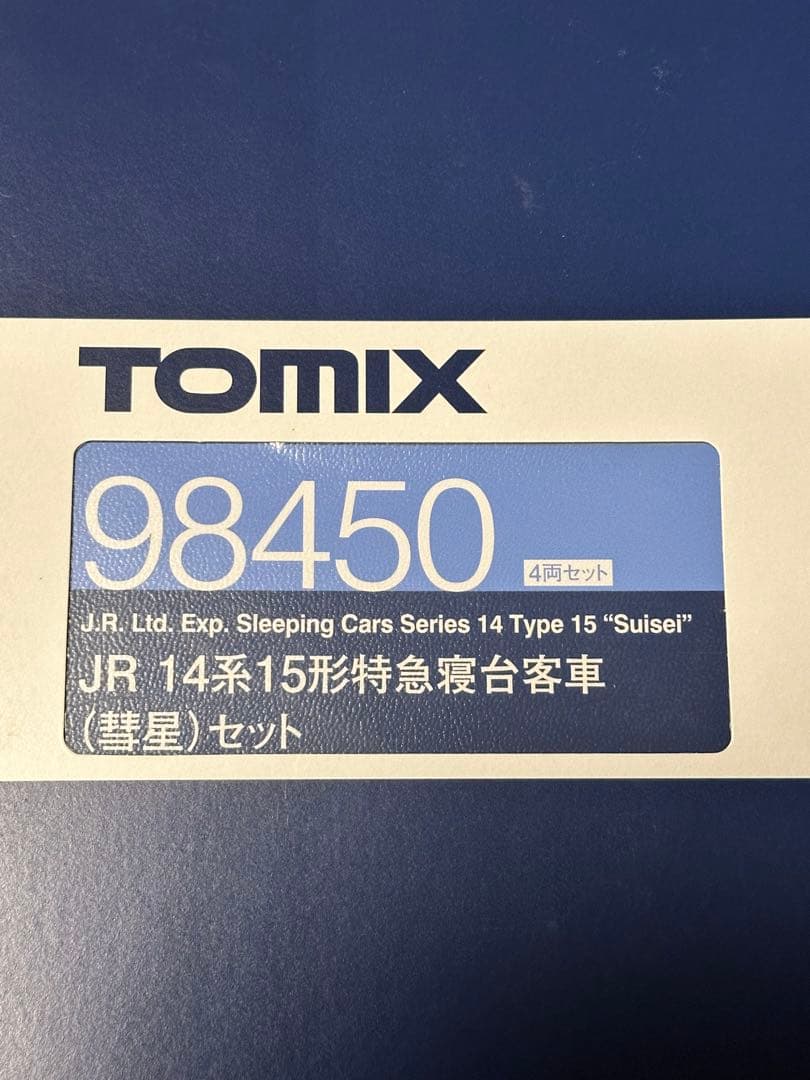 TOMIX
98450 4両セット
J.R. Ltd. Exp. Sleeping Cars Series 14 Type 15 “Suisei”
JR 14系15形特急寝台客車
(彗星)セット